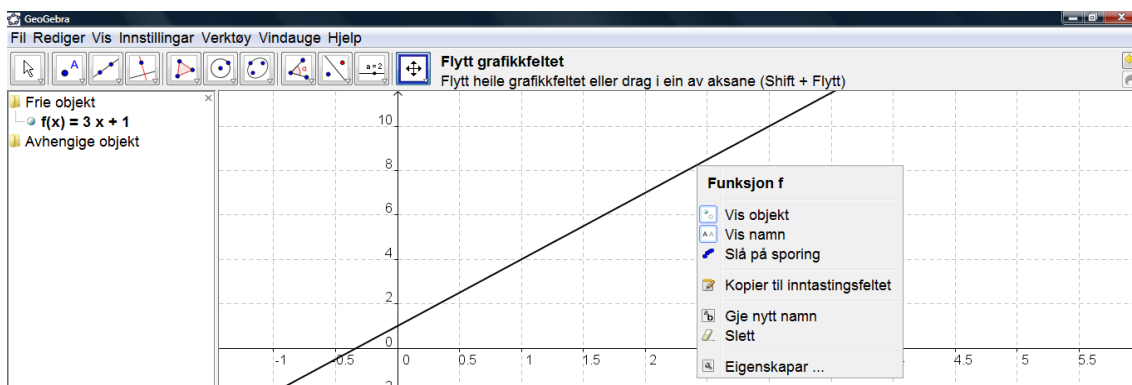 GeoGebra
Fil Rediger Vis Innstillingar Verktøy Vindauge Hjelp
A
α
a = 2
Flytt grafikkfeltet
Flytt heile grafikkfeltet eller drag i ein av aksane (Shift + Flytt)
Frie objekt
f(x) = 3 x + 1
Avhengige objekt
10
8
6
4
2
0
-1 -0.5 0 0.5 1 1.5 2 4.5 5 5.5
Funksjon f
Vis objekt
AA Vis namn
Slå på sporing
Kopier til inntastingsfeltet
Gje nytt namn
Slett
Eigenskapar ...